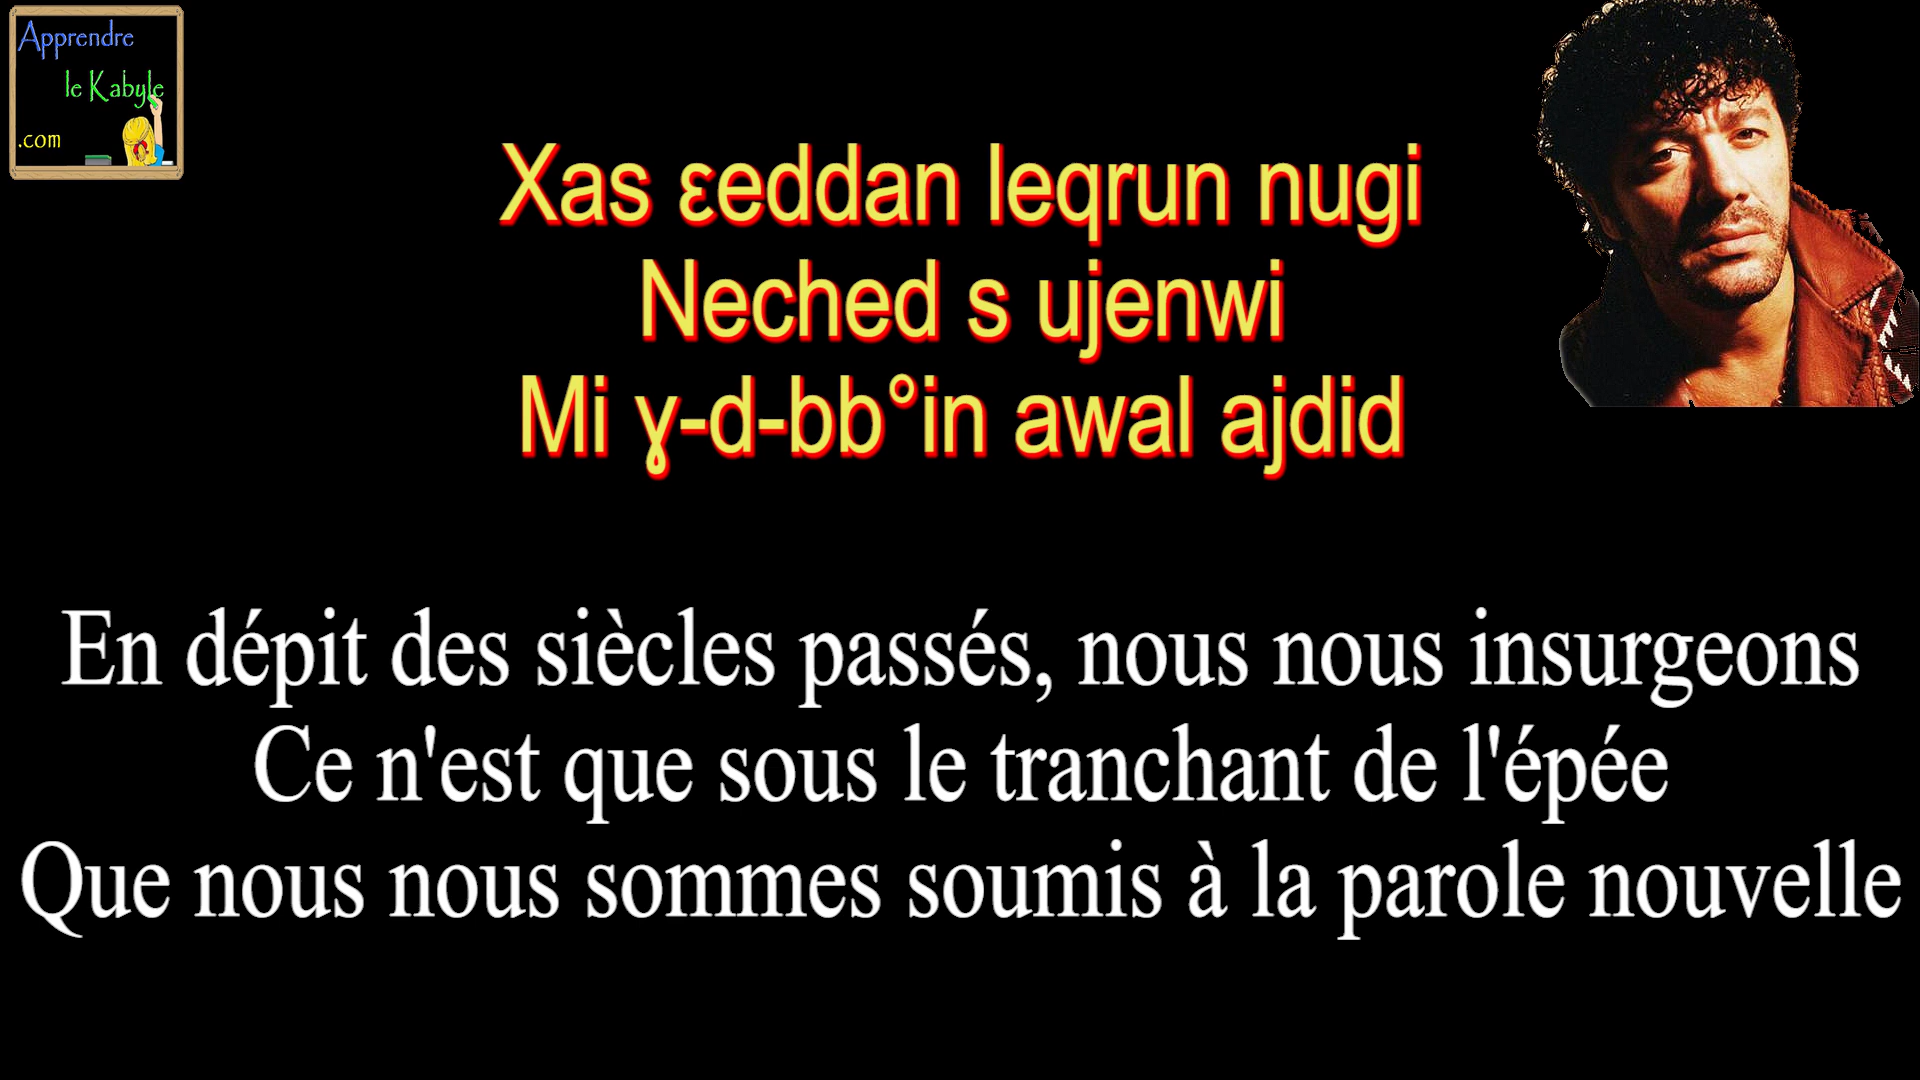 Apprendre
le Kabyle
.com
Xas ɛeddan leqrun nugi
Neched s ujenwi
Mi ɣ-d-bb°in awal ajdid
En dépit des siècles passés, nous nous insurgeons
Ce n'est que sous le tranchant de l'épée
Que nous nous sommes soumis à la parole nouvelle